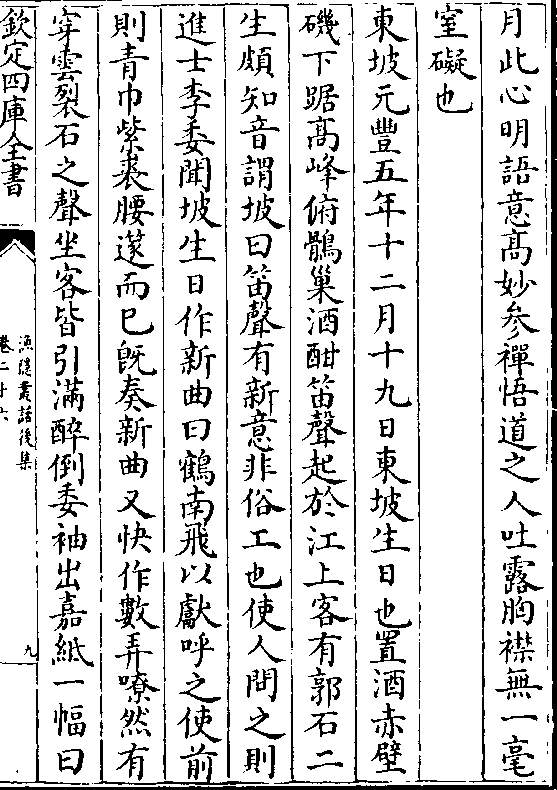 月此心明語意髙妙參禪悟道之人吐露胸襟無一毫
窒礙也
東坡元豐五年十二月十九日東坡生日也置酒赤壁
磯下踞髙峰俯鶻巢酒酣笛聲起於江上客有郭石二
生頗知音謂坡曰笛聲有新意非俗工也使人問之則
進士李委聞坡生日作新曲曰鶴南飛以獻呼之使前
則青巾紫裘腰篴而已既奏新曲又快作數弄嘹然有
穿雲裂石之聲坐客皆引滿醉倒委袖出嘉紙一幅曰
欽定四庫全書
漁隱叢話後集
卷二十六
九